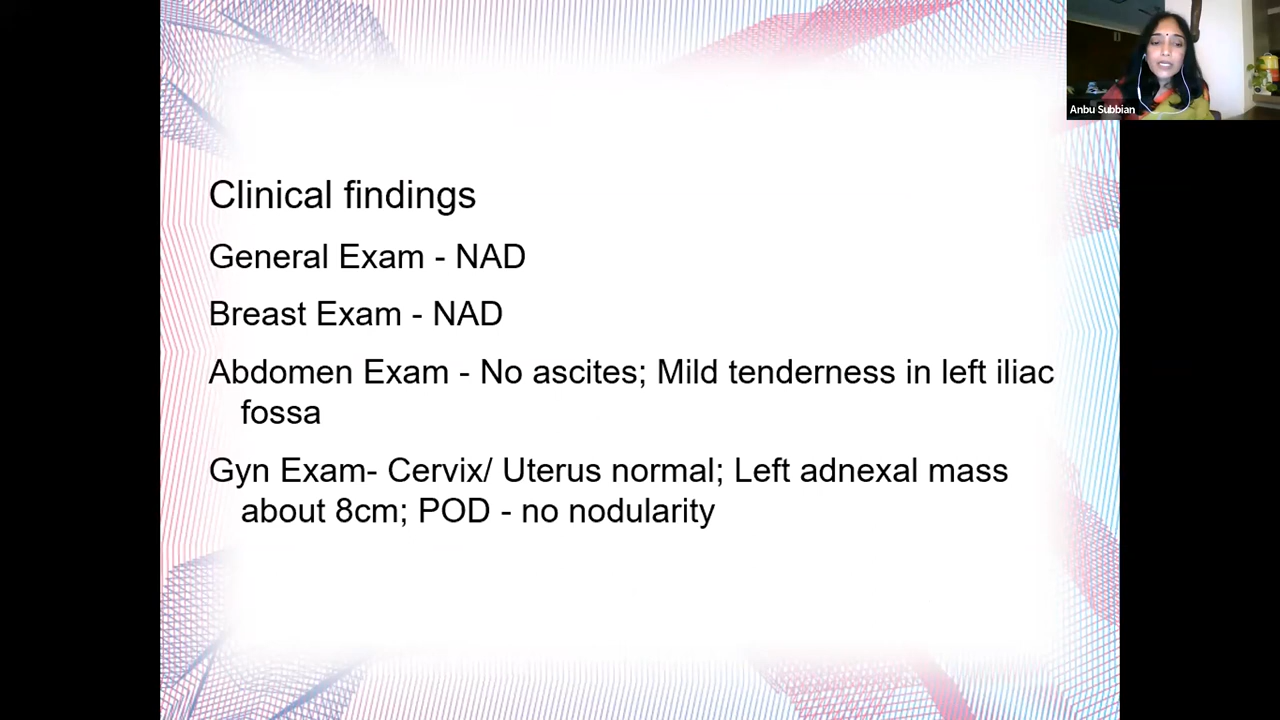 Anbu Subbian
Clinical findings
General Exam - NAD
Breast Exam - NAD
Abdomen Exam - No ascites; Mild tenderness in left iliac
fossa
Gyn Exam- Cervix/ Uterus normal; Left adnexal mass
about 8cm; POD - no nodularity